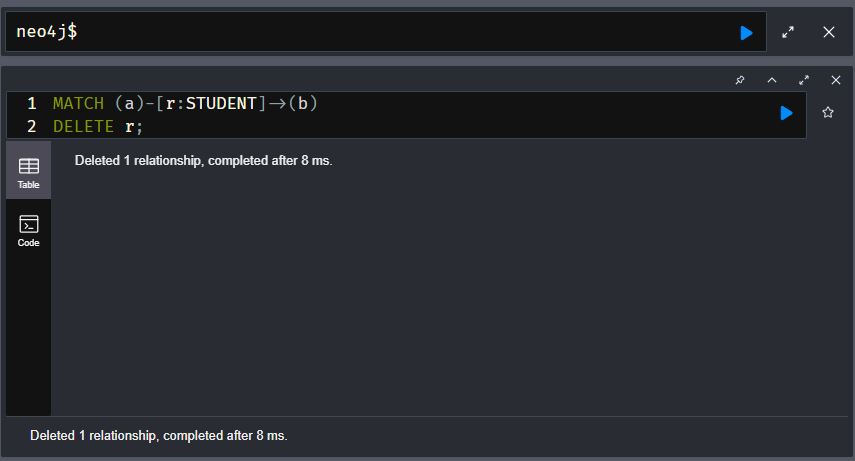 neo4j$
1 MATCH (a)-[r:STUDENT]->(b)
2 DELETE r;
Table
Deleted 1 relationship, completed after 8 ms.
Code
Deleted 1 relationship, completed after 8 ms.